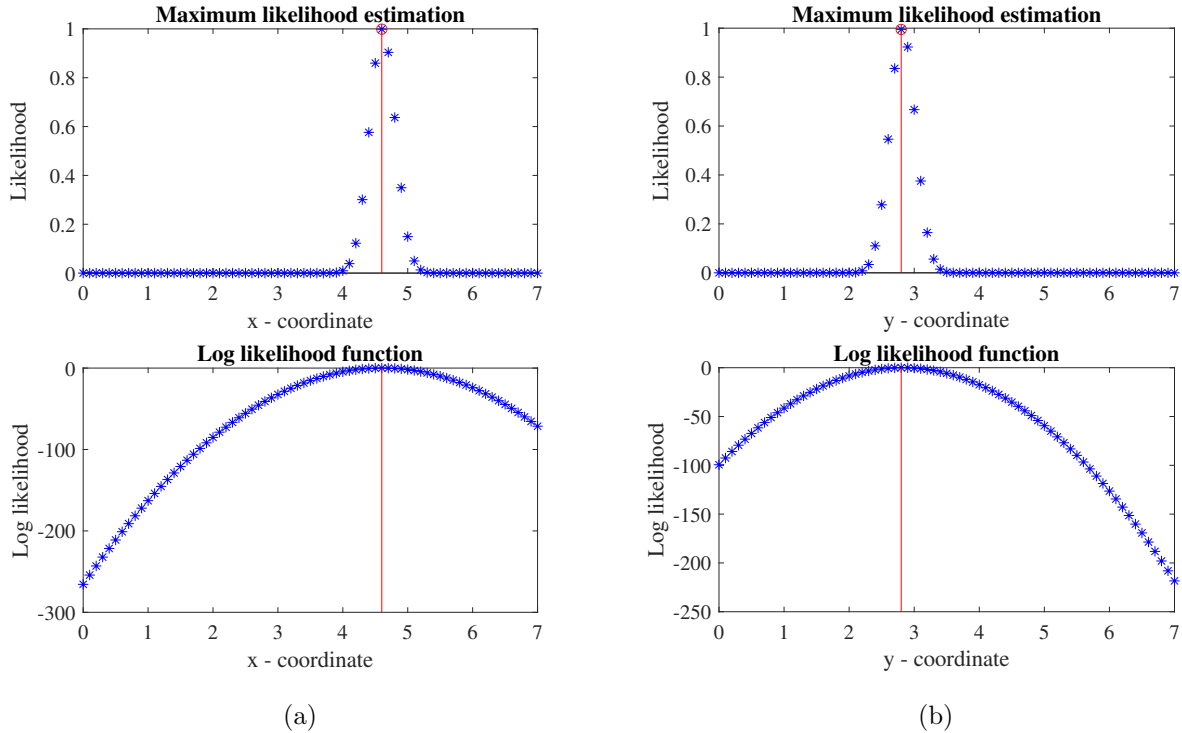 Maximum likelihood estimation
1
0.8
0.6
0.4
0.2
0
Likelihood
0 1 2 3 4 5 6 7
x - coordinate
Log likelihood function
0
-100
-200
-300
Log likelihood
0 1 2 3 4 5 6 7
x - coordinate
(a)
Maximum likelihood estimation
1
0.8
0.6
0.4
0.2
0
Likelihood
0 1 2 3 4 5 6 7
y - coordinate
Log likelihood function
0
-50
-100
-150
-200
-250
Log likelihood
0 1 2 3 4 5 6 7
y - coordinate
(b)